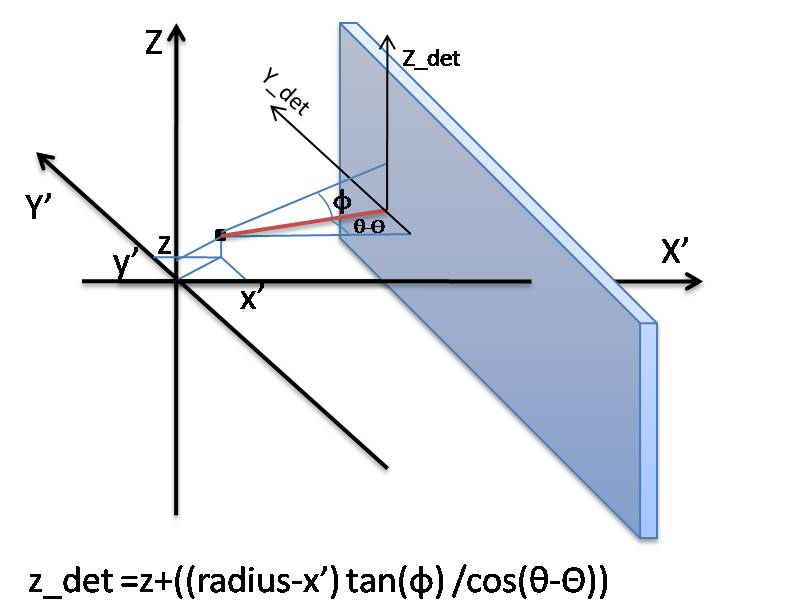 Z
Z_det
Y_det
Y’
ϕ
θ-Θ
z
y’
x’
X’
z_det =z+((radius-x’) tan(ϕ) /cos(θ-Θ))